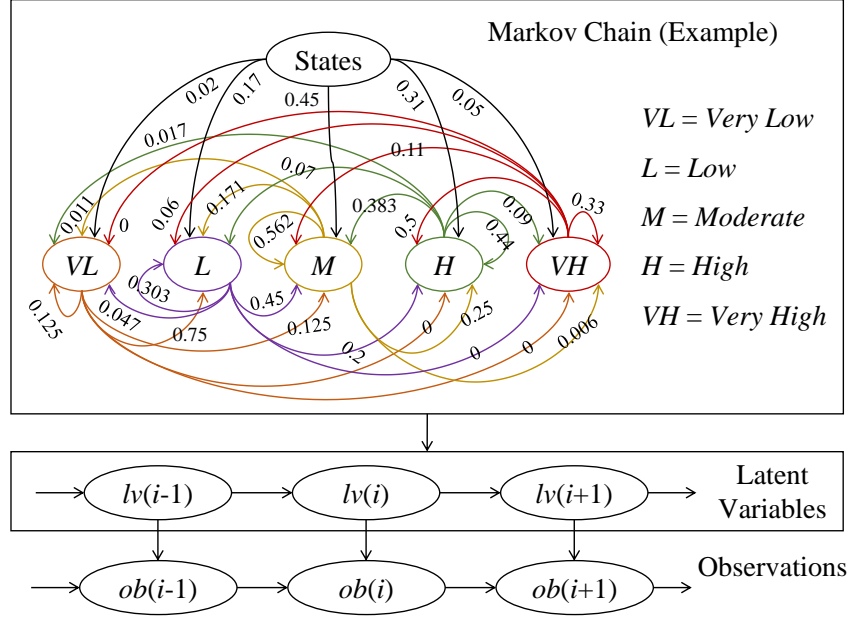 Markov Chain (Example)
States
0.02
0.17
0.45
0.31
0.05
VL = Very Low
L = Low
M = Moderate
H = High
VH = Very High
0.017
0.07
0.11
0.011
0
0.06
0.171
0.562
0.383
0.5
0.09
0.44
0.33
VL
L
M
H
VH
0.125
0.047
0.303
0.75
0.45
0.125
0.2
0
0.25
0
0
0.006
lv(i-1)
lv(i)
lv(i+1)
Latent
Variables
ob(i-1)
ob(i)
ob(i+1)
Observations